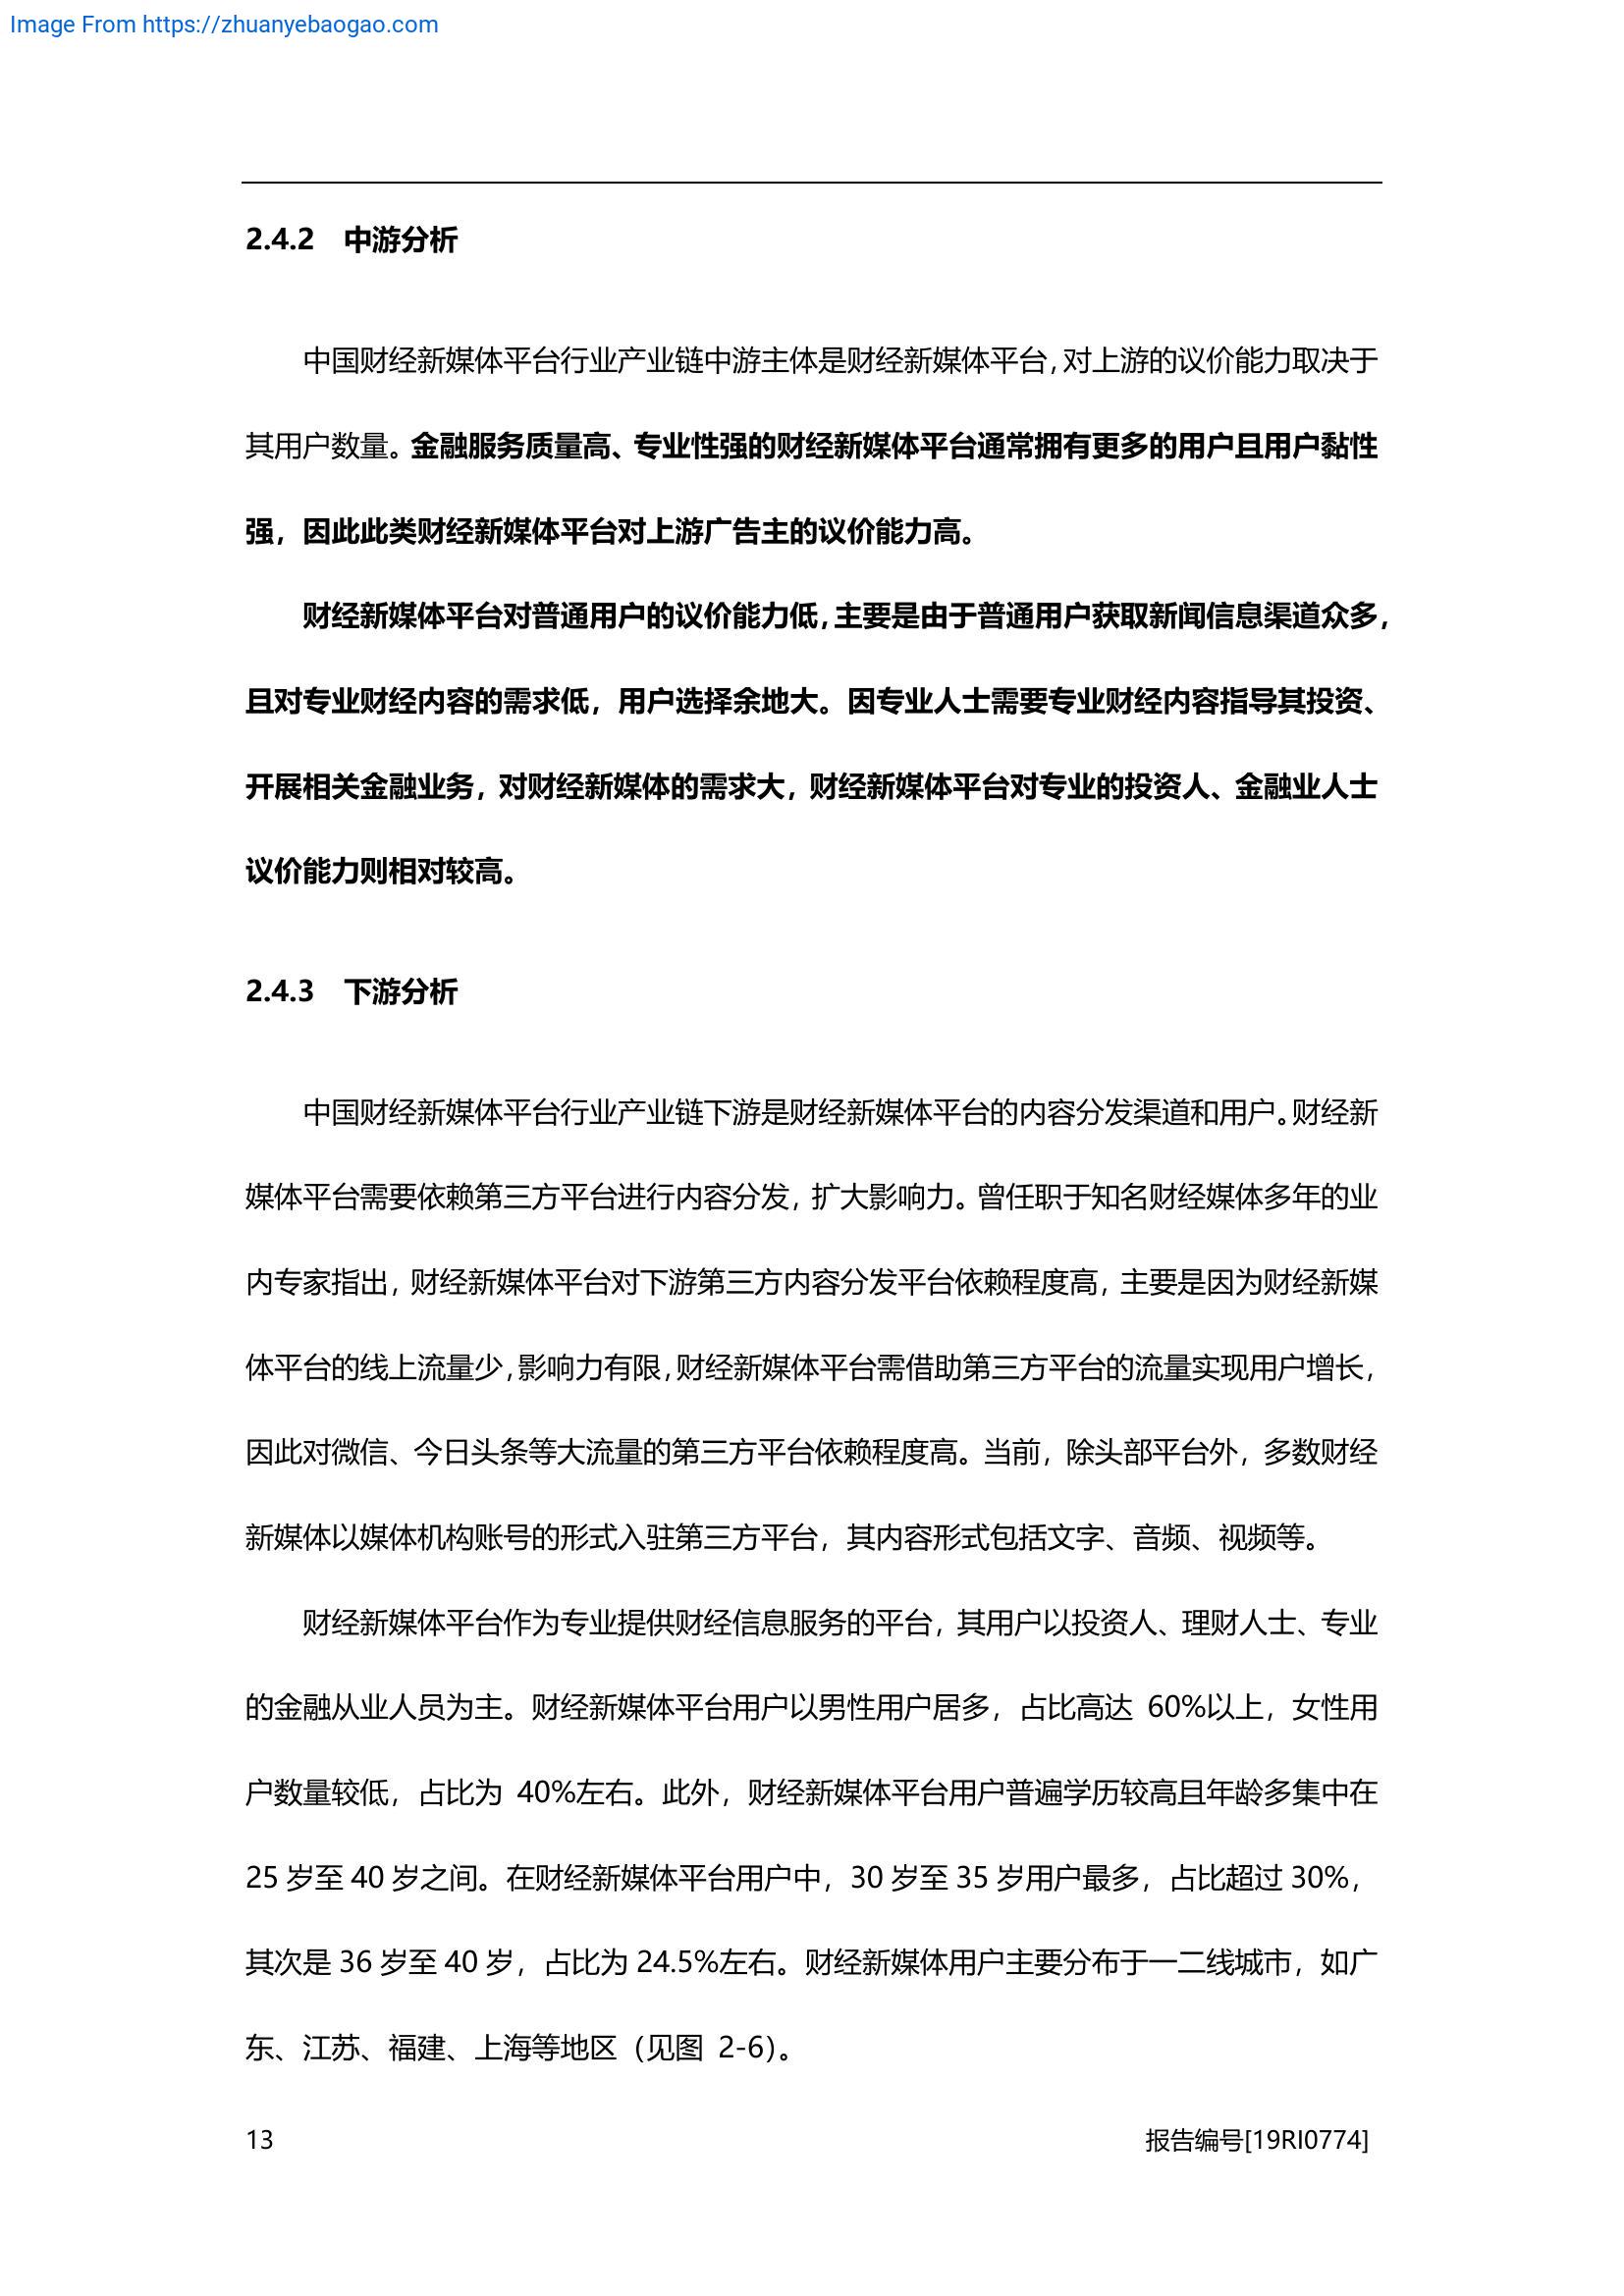 Image From https://zhuanyebaogao.com
2.4.2 中游分析
中国财经新媒体平台行业产业链中游主体是财经新媒体平台，对上游的议价能力取决于
其用户数量。金融服务质量高、专业性强的财经新媒体平台通常拥有更多的用户且用户黏性
强，因此此类财经新媒体平台对上游广告主的议价能力高。
财经新媒体平台对普通用户的议价能力低，主要是由于普通用户获取新闻信息渠道众多，
且对专业财经内容的需求低，用户选择余地大。因专业人士需要专业财经内容指导其投资、
开展相关金融业务，对财经新媒体的需求大，财经新媒体平台对专业的投资人、金融业人士
议价能力则相对较高。
2.4.3 下游分析
中国财经新媒体平台行业产业链下游是财经新媒体平台的内容分发渠道和用户。财经新
媒体平台需要依赖第三方平台进行内容分发，扩大影响力。曾任职于知名财经媒体多年的业
内专家指出，财经新媒体平台对下游第三方内容分发平台依赖程度高，主要是因为财经新媒
体平台的线上流量少，影响力有限，财经新媒体平台需借助第三方平台的流量实现用户增长，
因此对微信、今日头条等大流量的第三方平台依赖程度高。当前，除头部平台外，多数财经
新媒体以媒体机构账号的形式入驻第三方平台，其内容形式包括文字、音频、视频等。
财经新媒体平台作为专业提供财经信息服务的平台，其用户以投资人、理财人士、专业
的金融从业人员为主。财经新媒体平台用户以男性用户居多，占比高达 60%以上，女性用
户数量较低，占比为 40%左右。此外，财经新媒体平台用户普遍学历较高且年龄多集中在
25 岁至 40 岁之间。在财经新媒体平台用户中，30 岁至 35 岁用户最多，占比超过 30%，
其次是 36 岁至 40 岁，占比为 24.5%左右。财经新媒体用户主要分布于一二线城市，如广
东、江苏、福建、上海等地区（见图 2-6）。
13 报告编号[19RI0774]